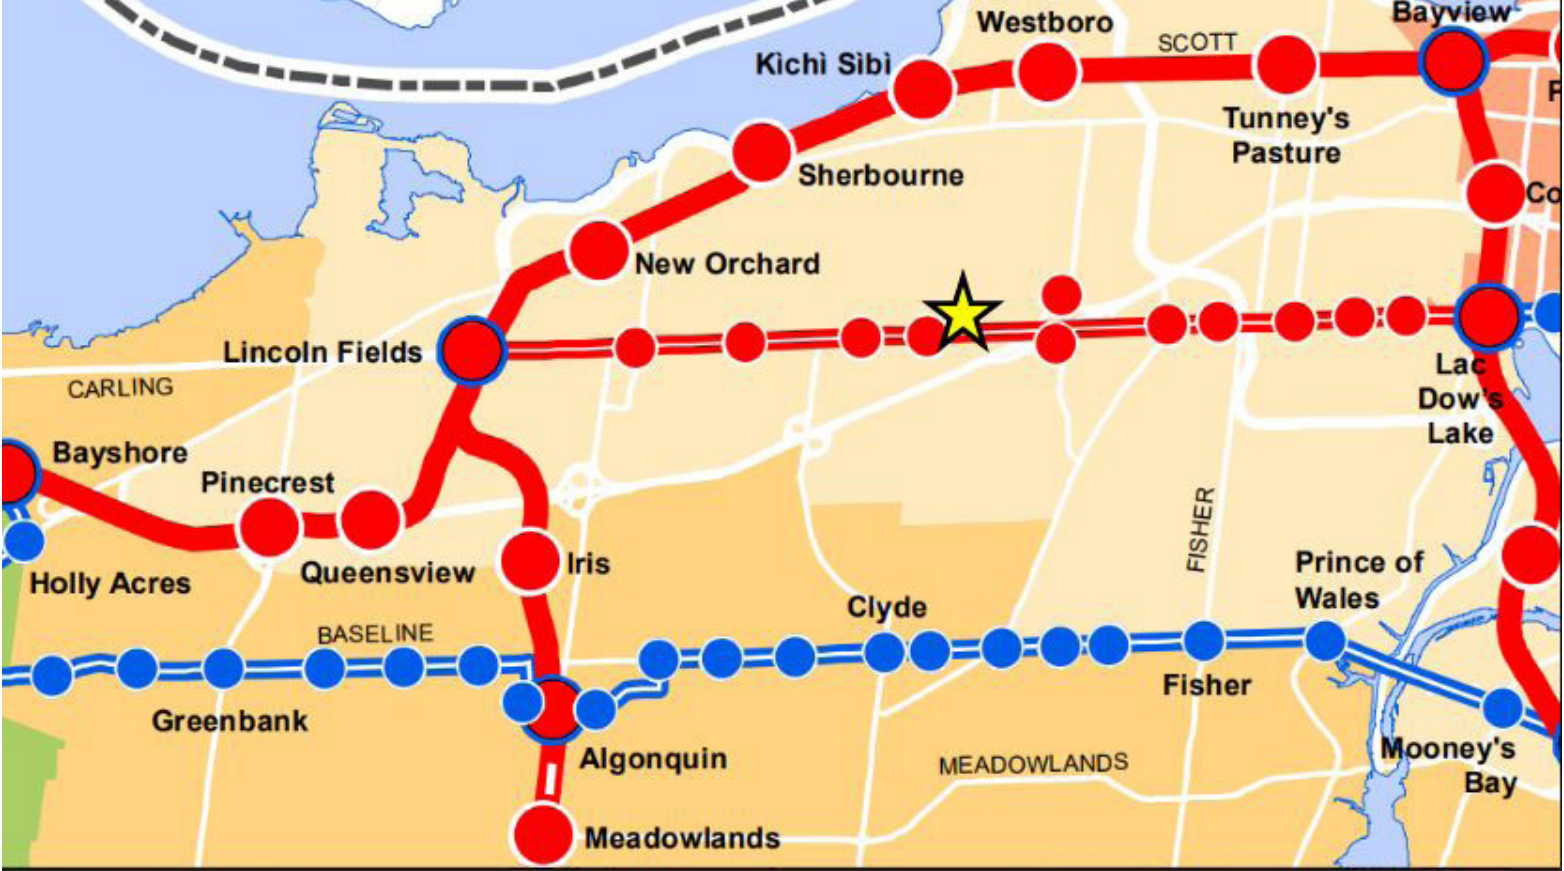 Bayview
Westboro
SCOTT
Kìchì Sìbì
Tunney's
Pasture
Sherbourne
Co
New Orchard
Lincoln Fields
CARLING
Lac
Dow's
Lake
Bayshore
Pinecrest
Queensview
Iris
Holly Acres
FISHER
Prince of
Wales
Clyde
BASELINE
Greenbank
Fisher
Algonquin
MEADOWLANDS
Mooney's
Bay
Meadowlands